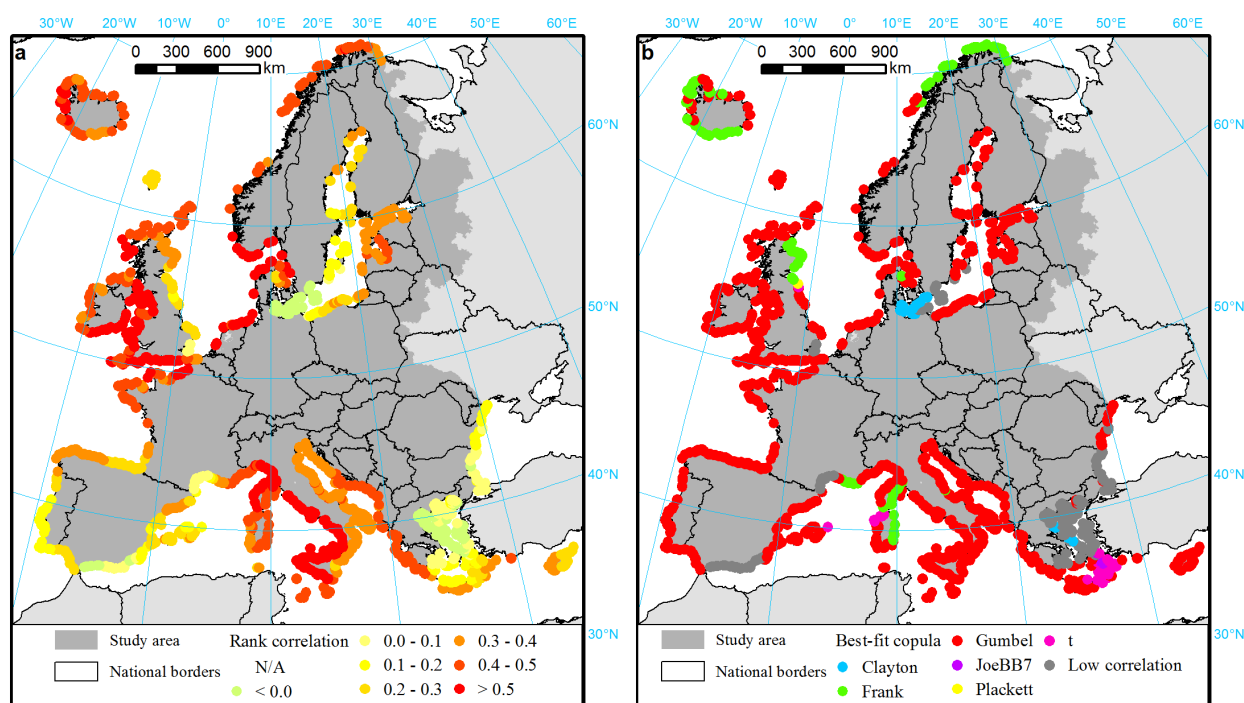 30°W 20°W 10°W 0° 10°E 20°E 30°E 40°E 50°E 60°E
a
0 300 600 900
km
60°N
50°N
40°N
30°N
Study area
National borders
Rank correlation
N/A
< 0.0
0.0 - 0.1
0.1 - 0.2
0.2 - 0.3
0.3 - 0.4
0.4 - 0.5
> 0.5
30°W 20°W 10°W 0° 10°E 20°E 30°E 40°E 50°E 60°E
b
0 300 600 900
km
60°N
50°N
40°N
30°N
Study area
National borders
Best-fit copula
Clayton
Frank
Gumbel
JoeBB7
Plackett
t
Low correlation